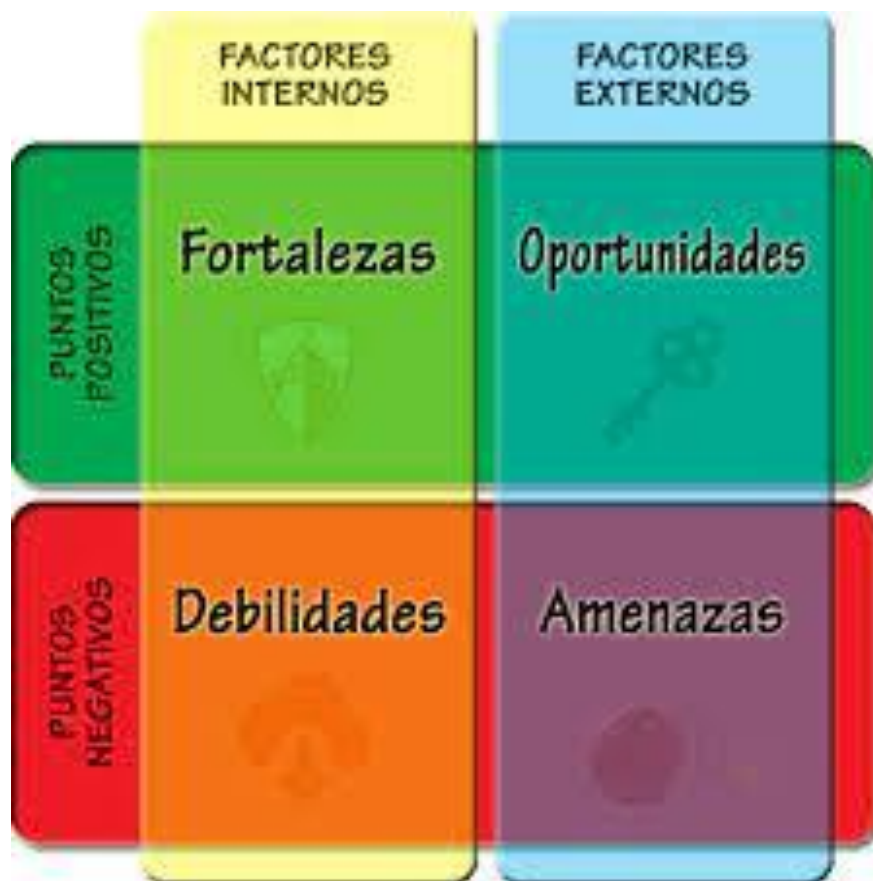 FACTORES
INTERNOS
FACTORES
EXTERNOS
PUNTOS
POSITIVOS
Fortalezas
Oportunidades
PUNTOS
NEGATIVOS
Debilidades
Amenazas